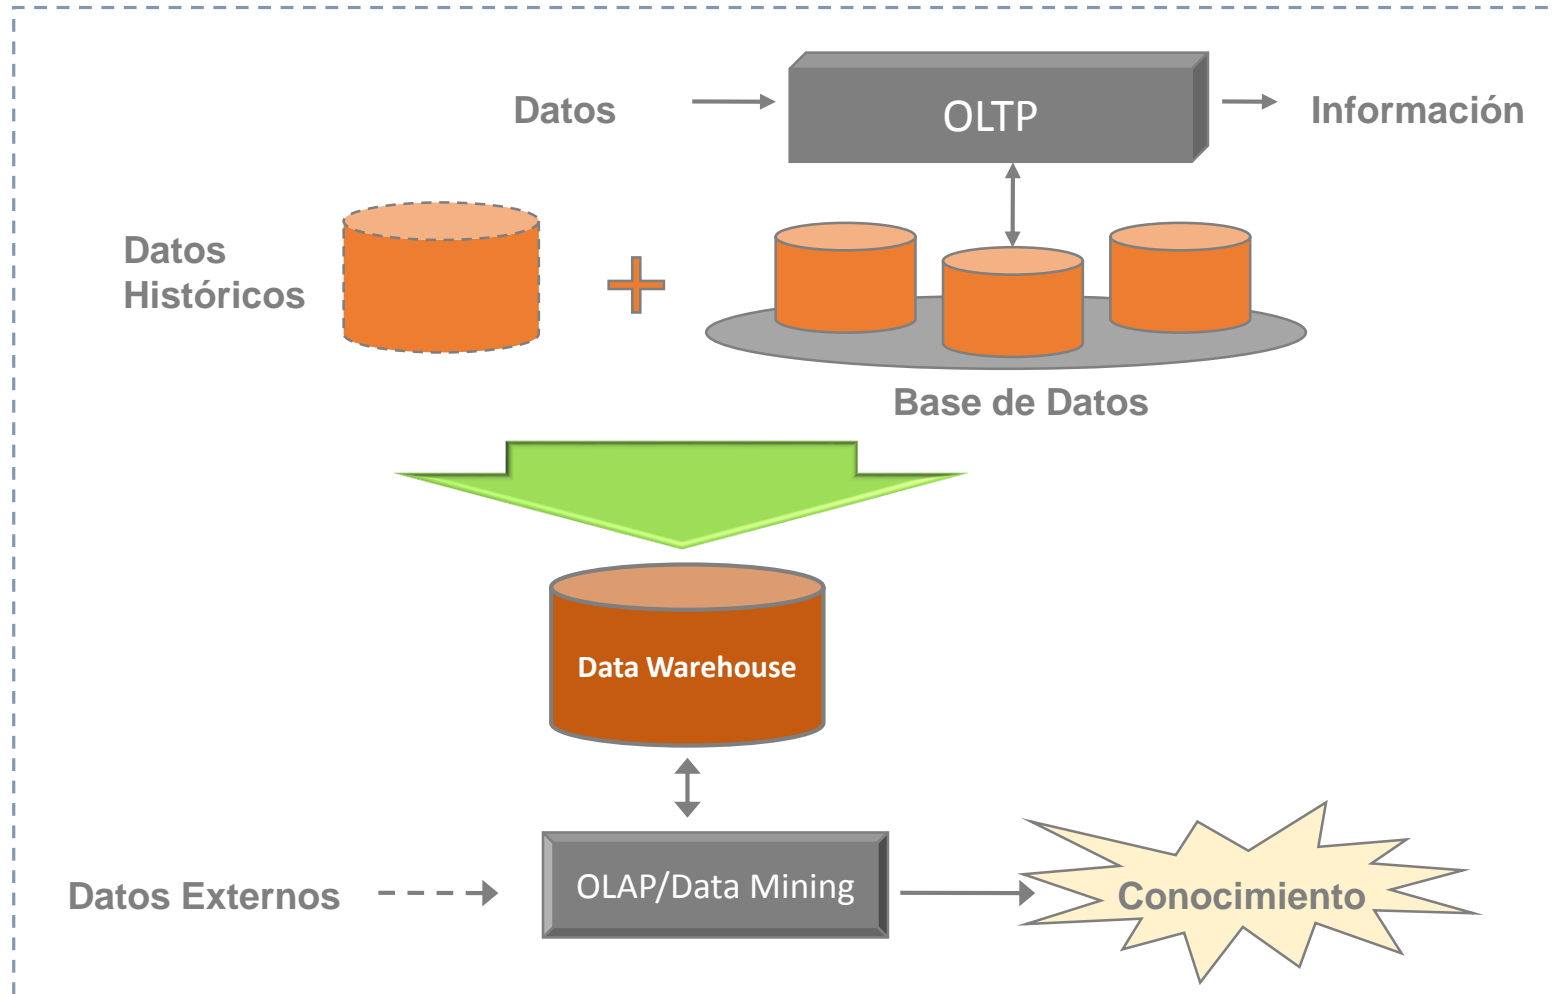 Datos
OLTP
Información
Datos
Históricos
Base de Datos
Data Warehouse
Datos Externos
OLAP/Data Mining
Conocimiento